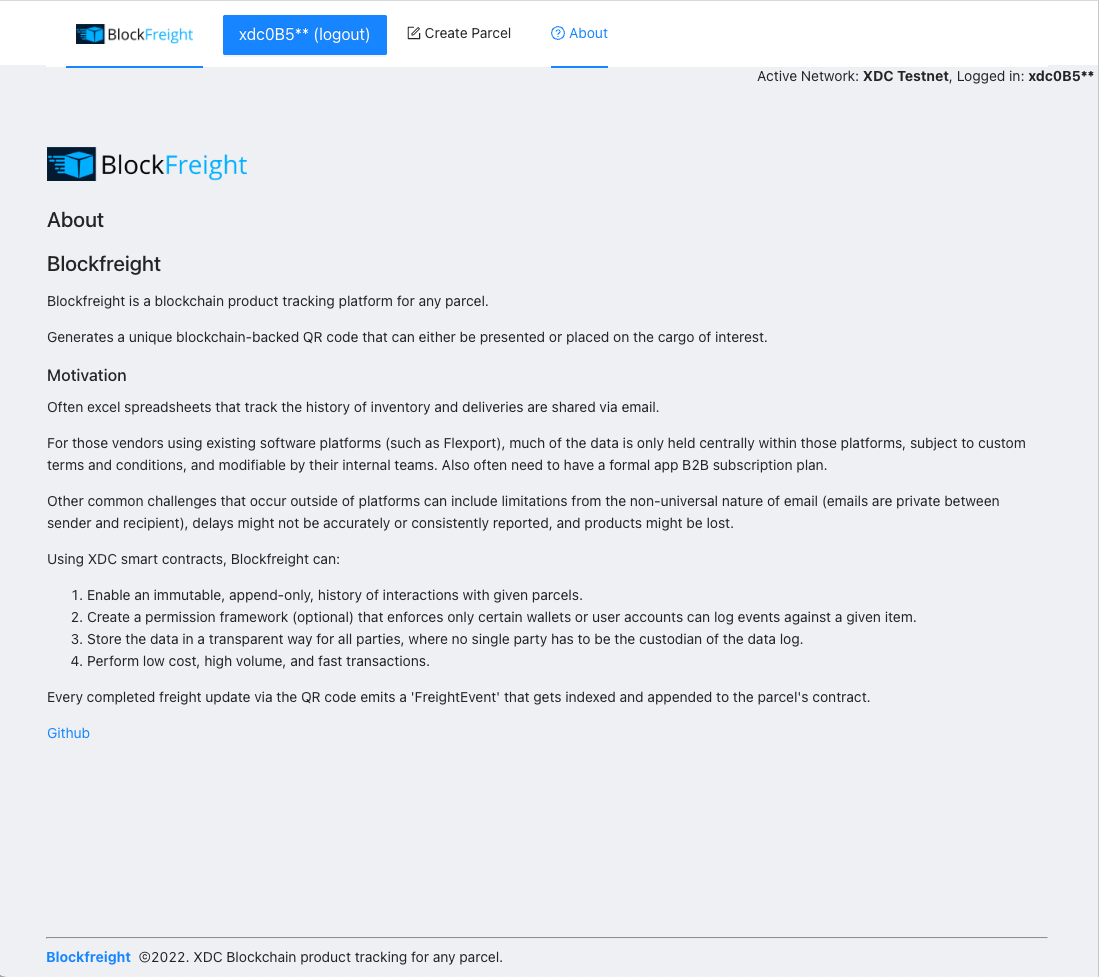 BlockFreight xdc0B5** (logout) Create Parcel About
Active Network: XDC Testnet, Logged in: xdc0B5**
BlockFreight
About
Blockfreight
Blockfreight is a blockchain product tracking platform for any parcel.
Generates a unique blockchain-backed QR code that can either be presented or placed on the cargo of interest.
Motivation
Often excel spreadsheets that track the history of inventory and deliveries are shared via email.
For those vendors using existing software platforms (such as Flexport), much of the data is only held centrally within those platforms, subject to custom
terms and conditions, and modifiable by their internal teams. Also often need to have a formal app B2B subscription plan.
Other common challenges that occur outside of platforms can include limitations from the non-universal nature of email (emails are private between
sender and recipient), delays might not be accurately or consistently reported, and products might be lost.
Using XDC smart contracts, Blockfreight can:
1. Enable an immutable, append-only, history of interactions with given parcels.
2. Create a permission framework (optional) that enforces only certain wallets or user accounts can log events against a given item.
3. Store the data in a transparent way for all parties, where no single party has to be the custodian of the data log.
4. Perform low cost, high volume, and fast transactions.
Every completed freight update via the QR code emits a 'FreightEvent' that gets indexed and appended to the parcel's contract.
Github
Blockfreight ©2022. XDC Blockchain product tracking for any parcel.